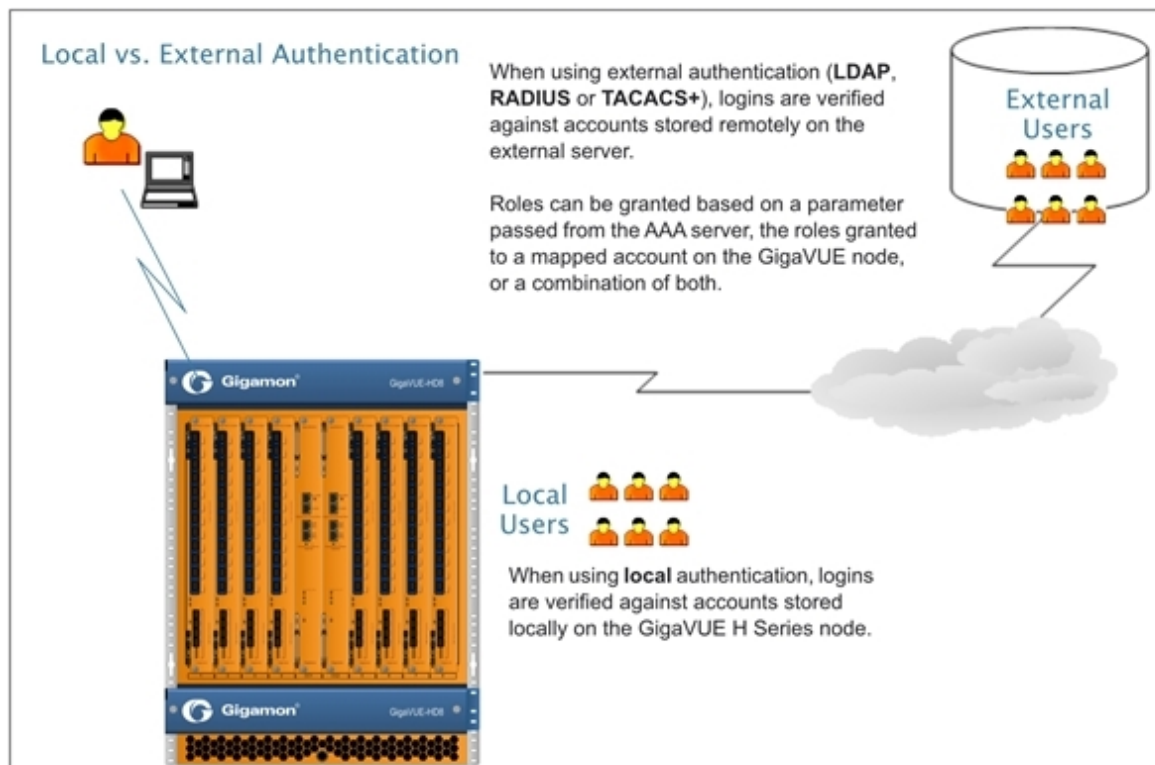 Local vs. External Authentication
When using external authentication (LDAP,
RADIUS or TACACS+), logins are verified
against accounts stored remotely on the
external server.
Roles can be granted based on a parameter
passed from the AAA server, the roles granted
to a mapped account on the GigaVUE node,
or a combination of both.
External
Users
Gigamon®
GigaVUE-HD8
Local
Users
When using local authentication, logins
are verified against accounts stored
locally on the GigaVUE H Series node.
Gigamon®
GigaVUE-HD8